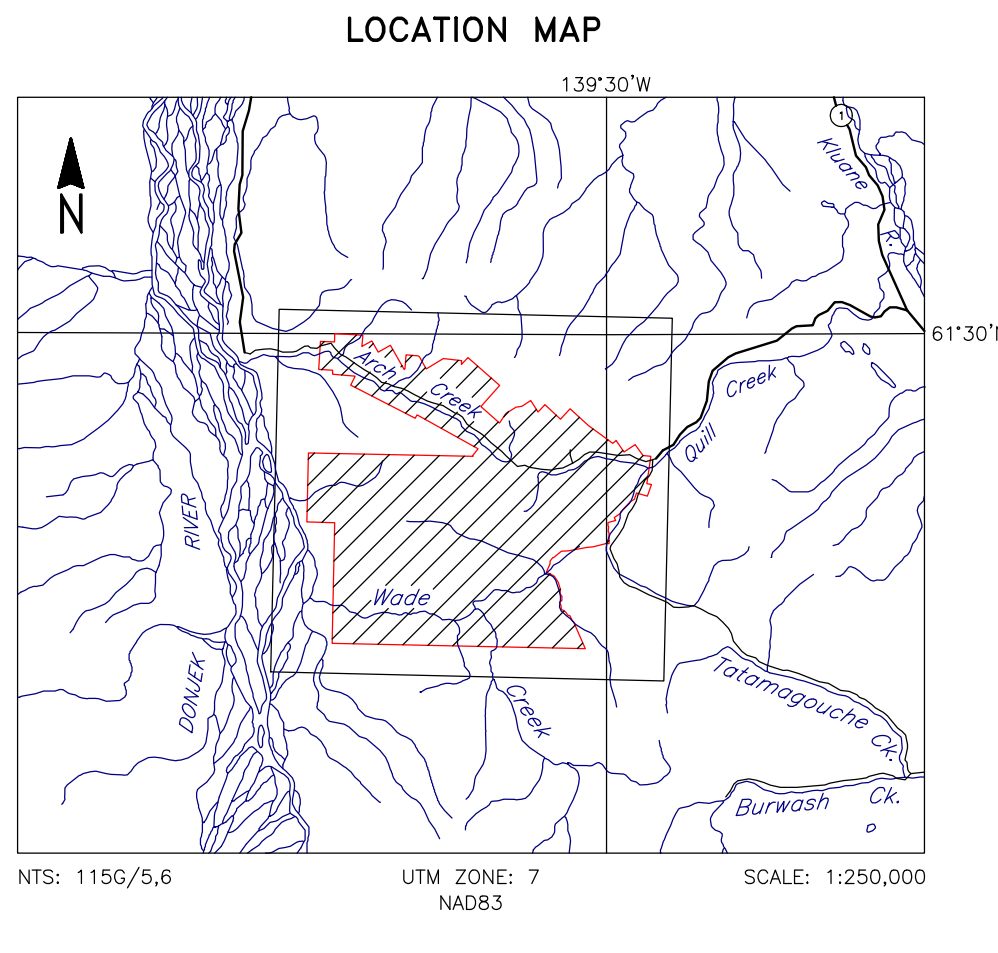 LOCATION MAP
139°30'W
1
Kluane
R.
61°30'N
Arch
Creek
Creek
Quill
RIVER
Wade
DONJEK
Creek
Tatamagouche
Ck.
Burwash Ck.
N
NTS: 115G/5,6 UTM ZONE: 7 SCALE: 1:250,000
NAD83